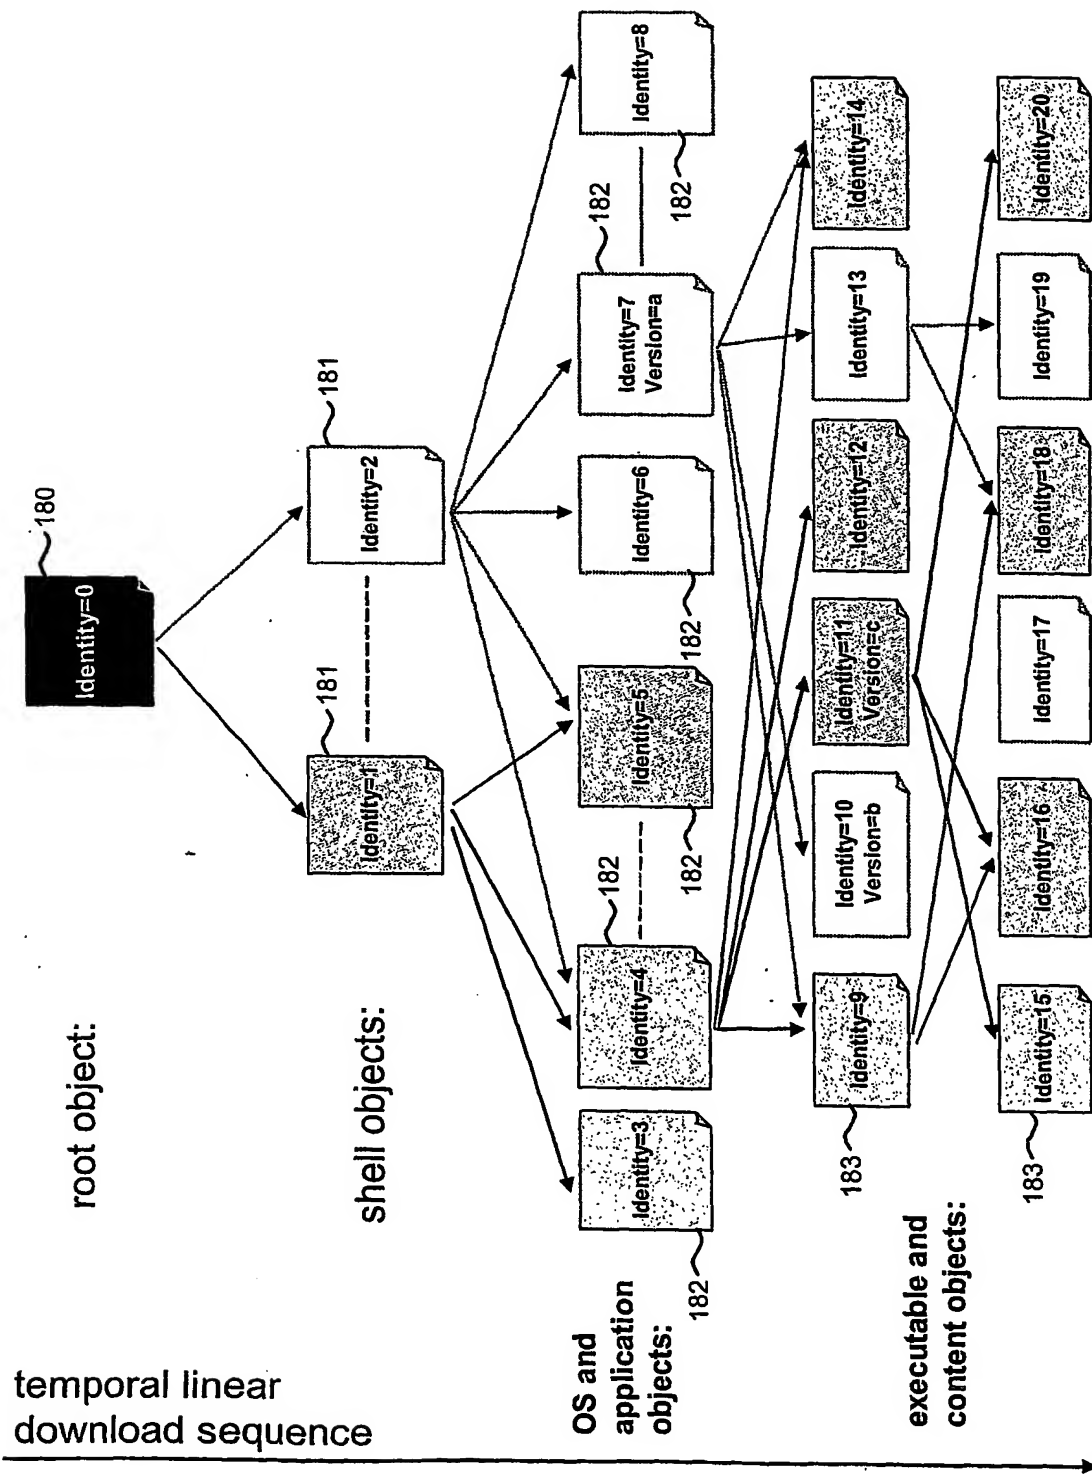 root object:
Identity=0
180
shell objects:
Identity=1
181
Identity=2
181
OS and
application
objects:
Identity=3
182
Identity=4
182
Identity=5
182
Identity=6
182
Identity=7
Version=a
182
Identity=8
182
executable and
content objects:
Identity=9
183
Identity=10
Version=b
Identity=11
Version=c
Identity=12
Identity=13
Identity=14
Identity=15
183
Identity=16
Identity=17
Identity=18
Identity=19
Identity=20
temporal linear
download sequence